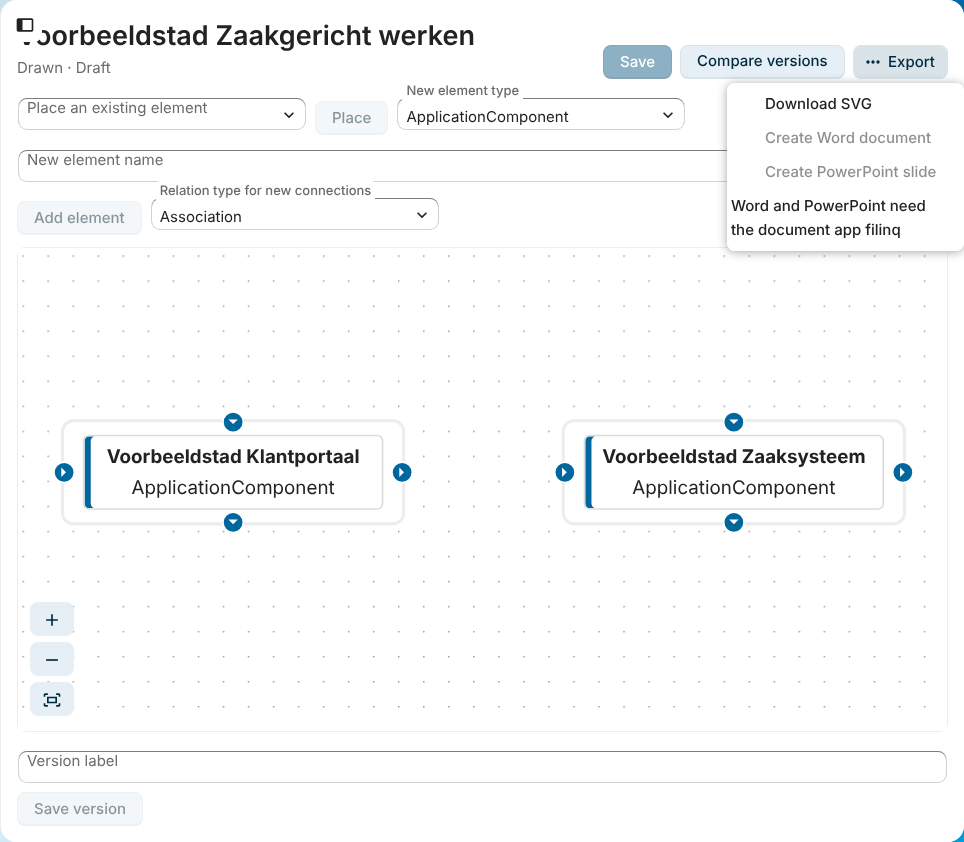 Voorbeeldstad Zaakgericht werken
Drawn · Draft
Save
Compare versions
Export
Download SVG
Create Word document
Create PowerPoint slide
Word and PowerPoint need
the document app filinq
Place an existing element
Place
New element type
ApplicationComponent
New element name
Add element
Relation type for new connections
Association
Voorbeeldstad Klantportaal
ApplicationComponent
Voorbeeldstad Zaaksysteem
ApplicationComponent
Version label
Save version